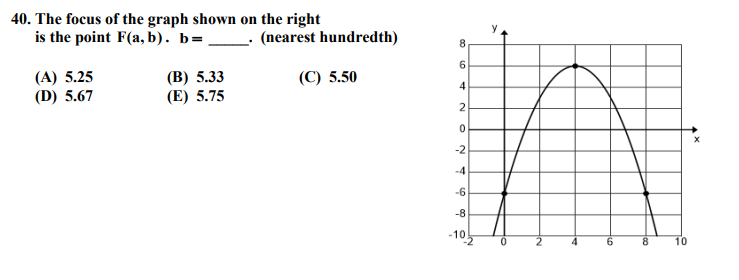 40. The focus of the graph shown on the right
is the point F(a, b). b = _____. (nearest hundredth)
(A) 5.25 (B) 5.33 (C) 5.50
(D) 5.67 (E) 5.75
y
8
6
4
2
0
-2
-4
-6
-8
-10
x
-2 0 2 4 6 8 10